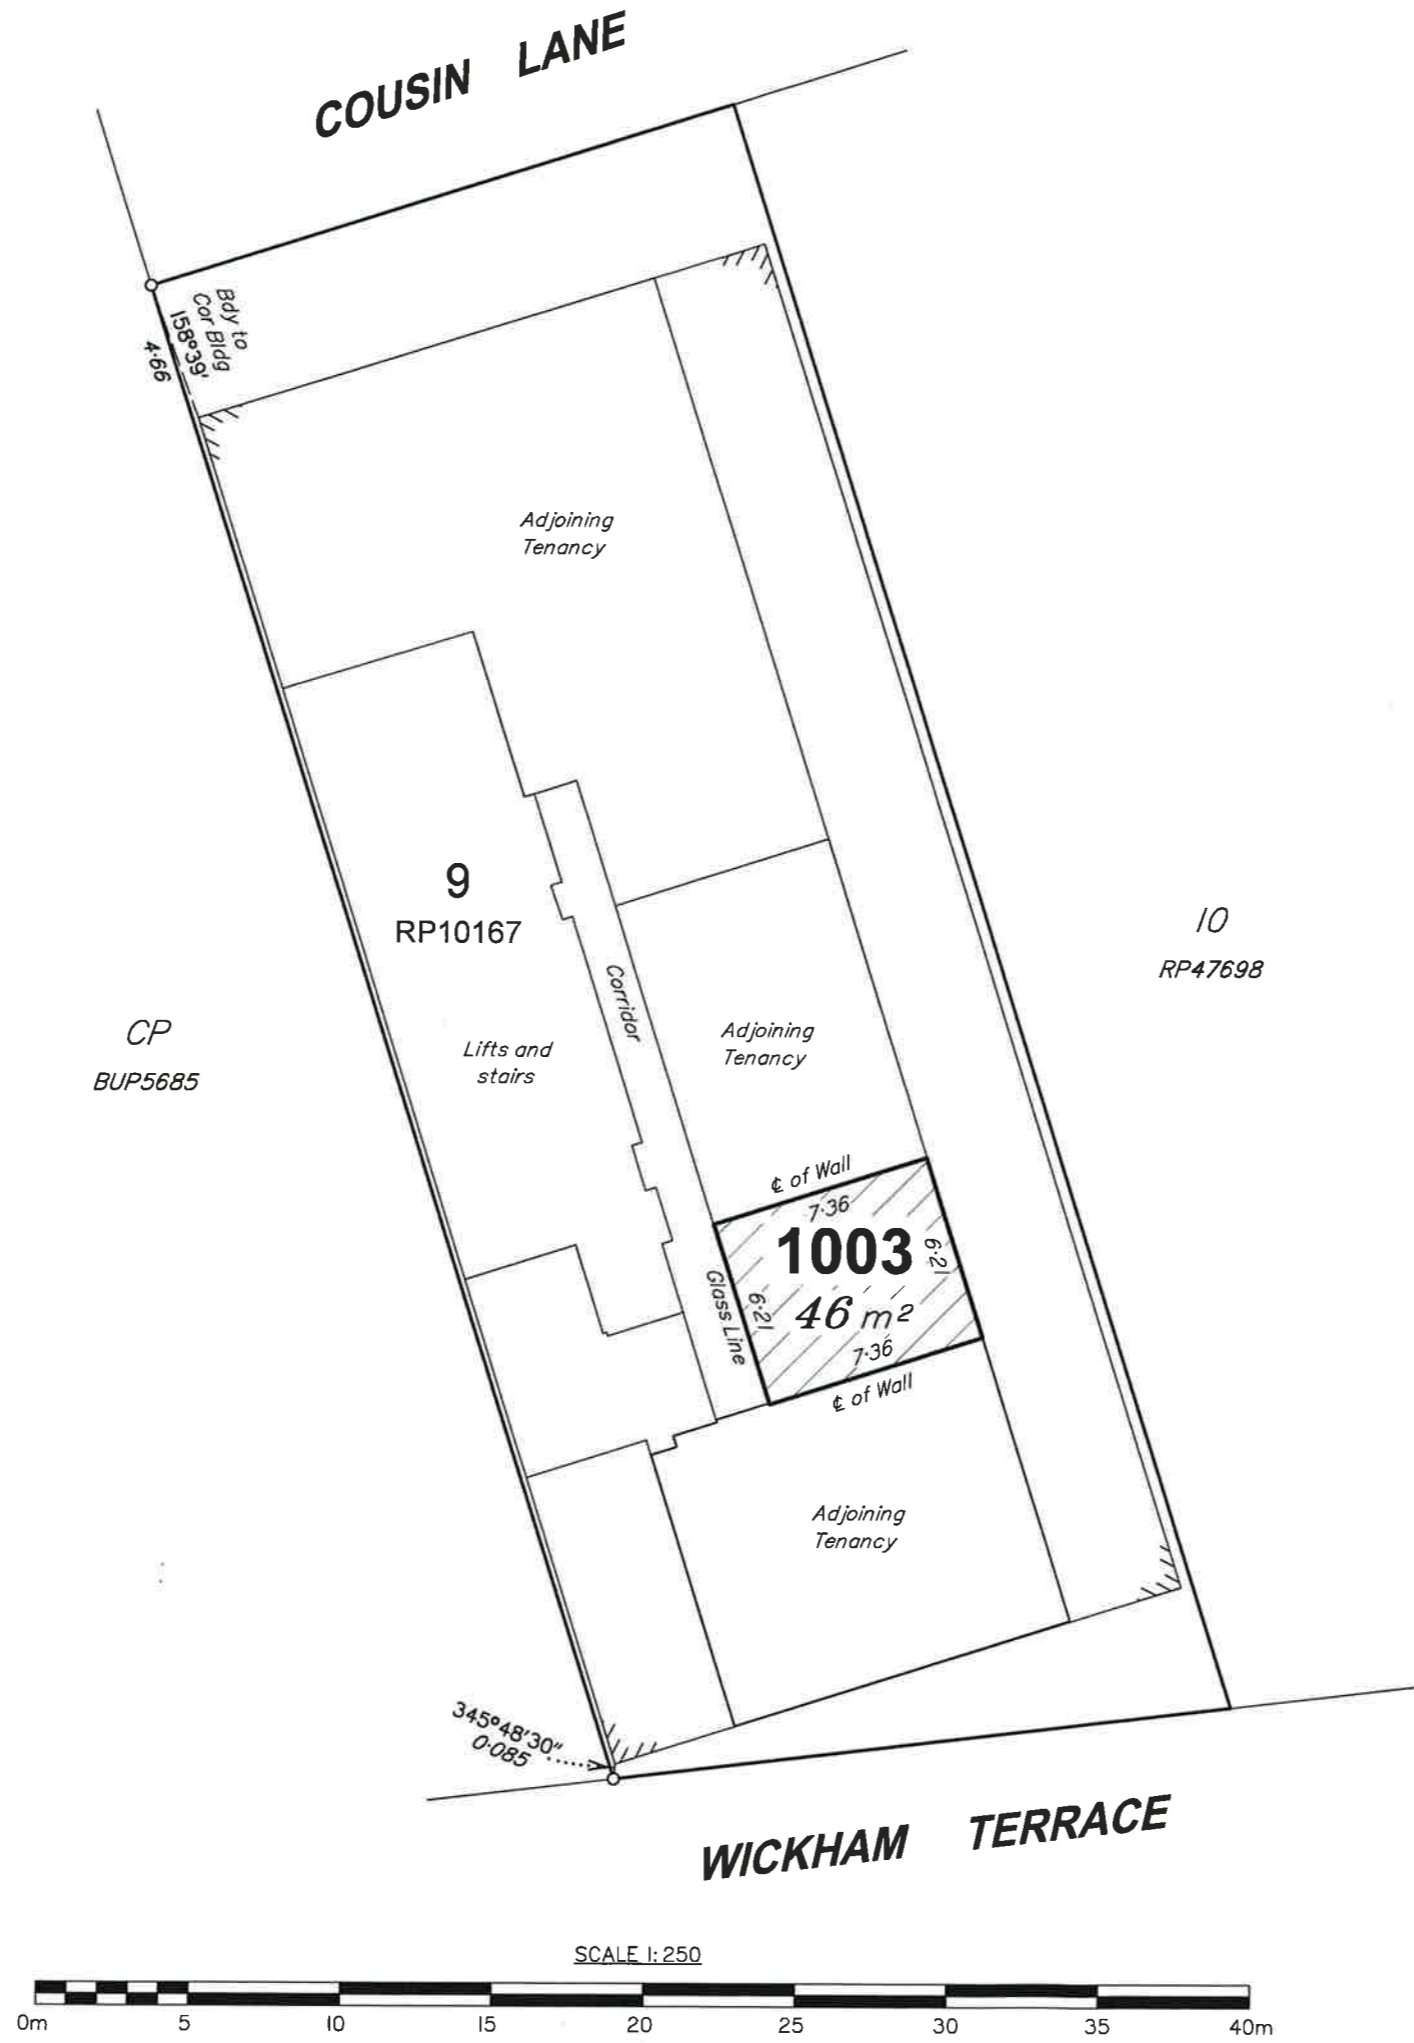 COUSIN LANE
Bdy to
Cor Bldg
158°39'
4·66
Adjoining
Tenancy
9
RP10167
10
RP47698
Corridor
CP
BUP5685
Lifts and
stairs
Adjoining
Tenancy
℄ of Wall
7·36
1003
6·21
Glass Line
6·21
46 m²
7·36
℄ of Wall
Adjoining
Tenancy
345°48'30"
0·085
WICKHAM TERRACE
SCALE 1:250
0m 5 10 15 20 25 30 35 40m